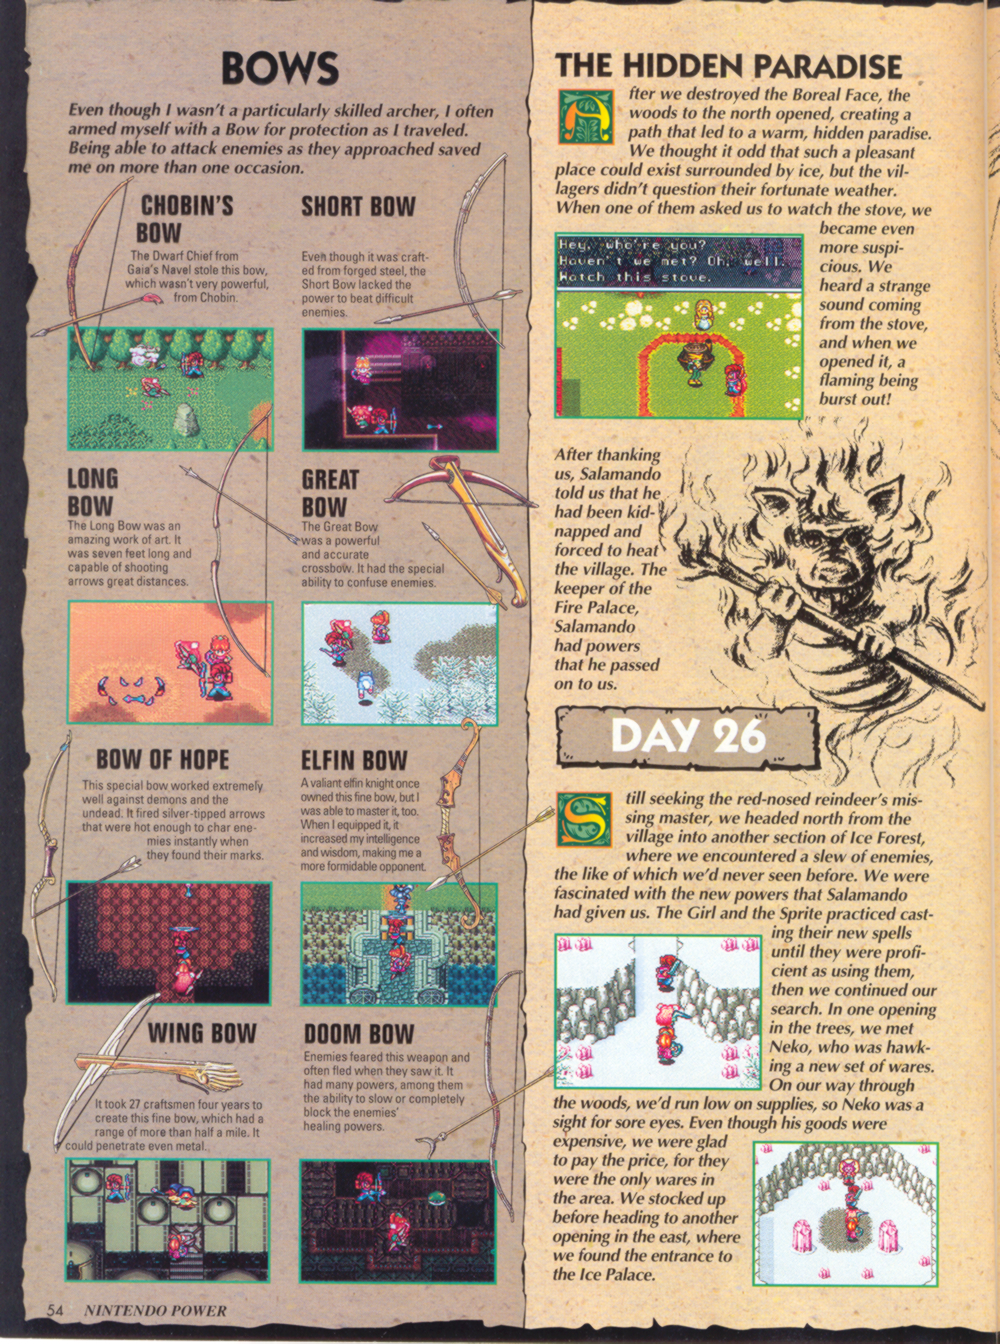 BOWS
Even though I wasn't a particularly skilled archer, I often
armed myself with a Bow for protection as I traveled.
Being able to attack enemies as they approached saved
me on more than one occasion.
CHOBIN'S
BOW
The Dwarf Chief from
Gaia's Navel stole this bow,
which wasn't very powerful,
from Chobin.
SHORT BOW
Even though it was craft-
ed from forged steel, the
Short Bow lacked the
power to beat difficult
enemies.
LONG
BOW
The Long Bow was an
amazing work of art. It
was seven feet long and
capable of shooting
arrows great distances.
GREAT
BOW
The Great Bow
was a powerful
and accurate
crossbow. It had the special
ability to confuse enemies.
BOW OF HOPE
This special bow worked extremely
well against demons and the
undead. It fired silver-tipped arrows
that were hot enough to char ene-
mies instantly when
they found their marks.
ELFIN BOW
A valiant elfin knight once
owned this fine bow, but I
was able to master it, too.
When I equipped it, it
increased my intelligence
and wisdom, making me a
more formidable opponent.
WING BOW
It took 27 craftsmen four years to
create this fine bow, which had a
range of more than half a mile. It
could penetrate even metal.
DOOM BOW
Enemies feared this weapon and
often fled when they saw it. It
had many powers, among them
the ability to slow or completely
block the enemies'
healing powers.
54 NINTENDO POWER
THE HIDDEN PARADISE
After we destroyed the Boreal Face, the
woods to the north opened, creating a
path that led to a warm, hidden paradise.
We thought it odd that such a pleasant
place could exist surrounded by ice, but the vil-
lagers didn't question their fortunate weather.
When one of them asked us to watch the stove, we
became even
more suspi-
cious. We
heard a strange
sound coming
from the stove,
and when we
opened it, a
flaming being
burst out!
Hey, who're you?
Haven't we met? Oh, well.
Watch this stove.
After thanking
us, Salamando
told us that he
had been kid-
napped and
forced to heat
the village. The
keeper of the
Fire Palace,
Salamando
had powers
that he passed
on to us.
DAY 26
Still seeking the red-nosed reindeer's mis-
sing master, we headed north from the
village into another section of Ice Forest,
where we encountered a slew of enemies,
the like of which we'd never seen before. We were
fascinated with the new powers that Salamando
had given us. The Girl and the Sprite practiced cast-
ing their new spells
until they were profi-
cient as using them,
then we continued our
search. In one opening
in the trees, we met
Neko, who was hawk-
ing a new set of wares.
On our way through
the woods, we'd run low on supplies, so Neko was a
sight for sore eyes. Even though his goods were
expensive, we were glad
to pay the price, for they
were the only wares in
the area. We stocked up
before heading to another
opening in the east, where
we found the entrance to
the Ice Palace.